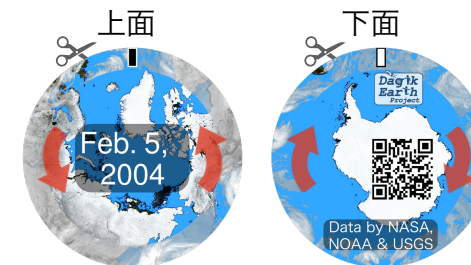 上面
下面
Feb. 5,
2004
Dagik
Earth
Project
Data by NASA,
NOAA & USGS